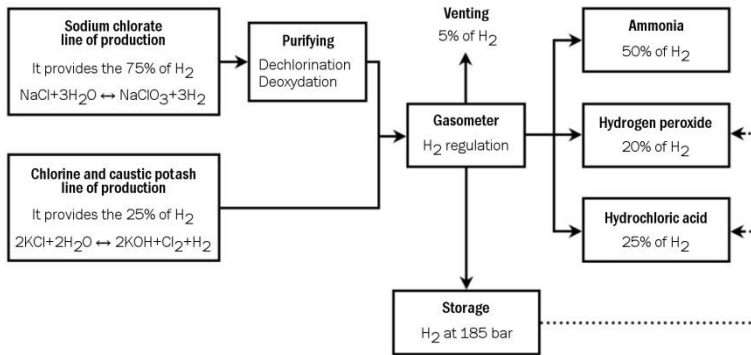 Sodium chlorate
line of production
It provides the 75% of H₂
NaCl+3H₂O ↔ NaClO₃+3H₂
Purifying
Dechlorination
Deoxydation
Venting
5% of H₂
Ammonia
50% of H₂
Gasometer
H₂ regulation
Hydrogen peroxide
20% of H₂
Chlorine and caustic potash
line of production
It provides the 25% of H₂
2KCl+2H₂O ↔ 2KOH+Cl₂+H₂
Hydrochloric acid
25% of H₂
Storage
H₂ at 185 bar